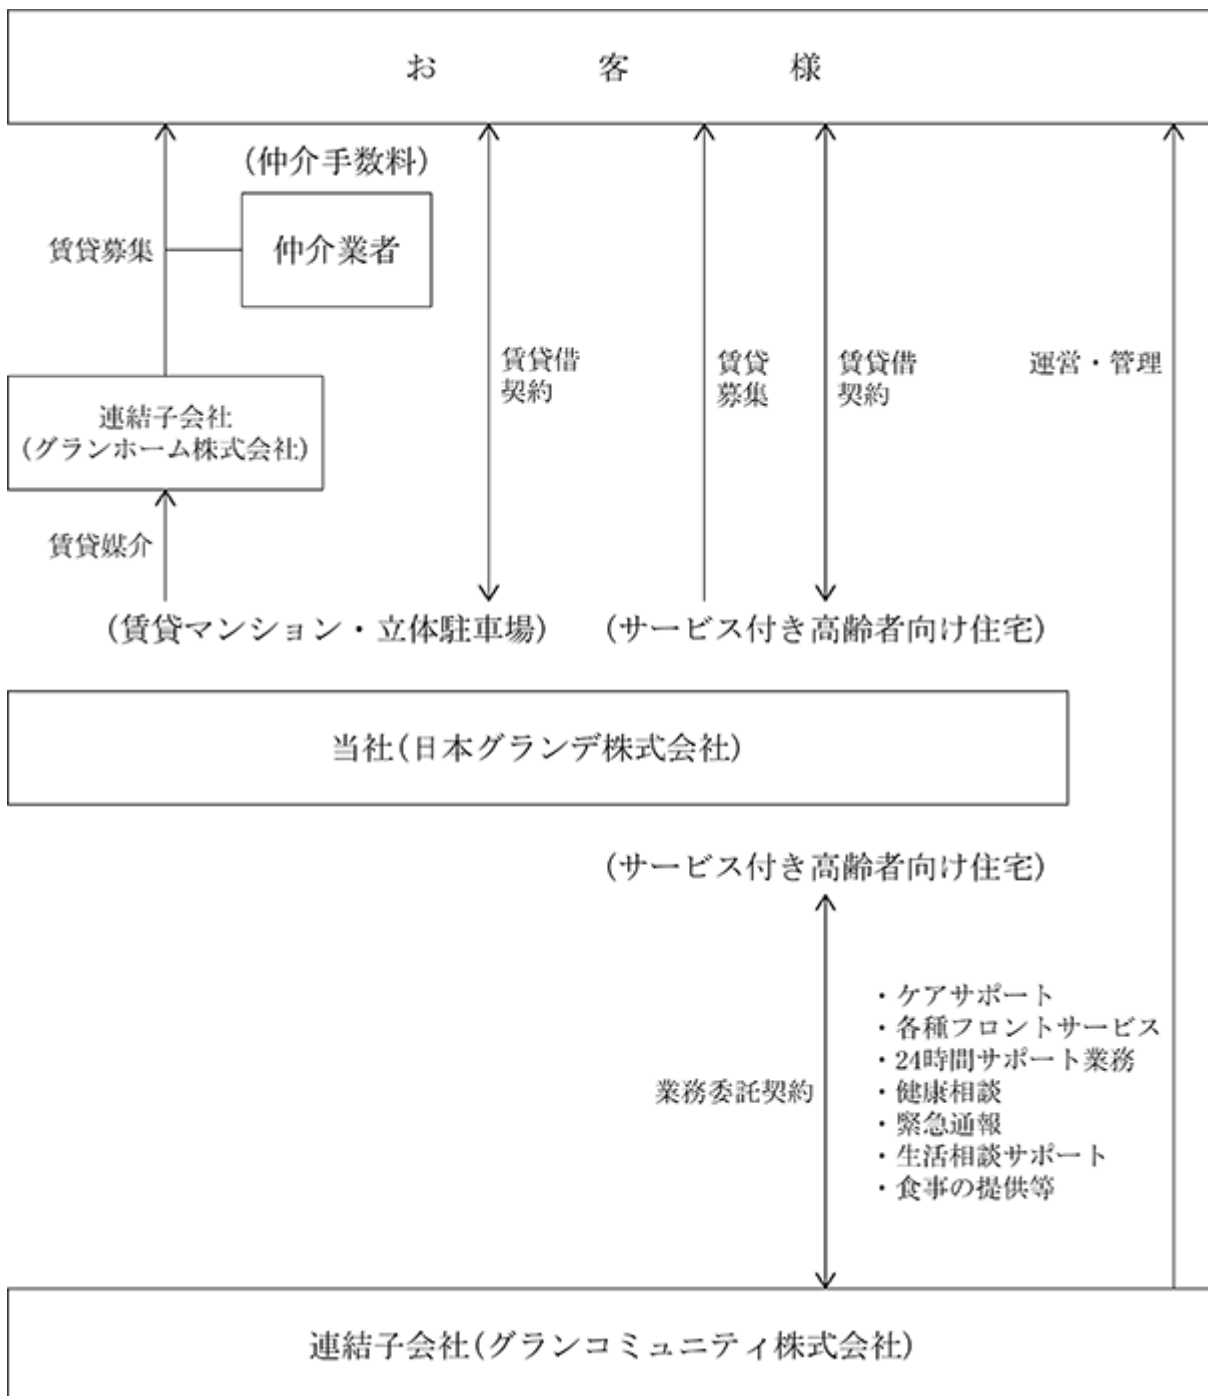 お客様
(仲介手数料)
仲介業者
賃貸募集
連結子会社
(グランホーム株式会社)
賃貸媒介
賃貸借
契約
賃貸
募集
賃貸借
契約
運営・管理
(賃貸マンション・立体駐車場)
(サービス付き高齢者向け住宅)
当社(日本グランデ株式会社)
(サービス付き高齢者向け住宅)
業務委託契約
・ケアサポート
・各種フロントサービス
・24時間サポート業務
・健康相談
・緊急通報
・生活相談サポート
・食事の提供等
連結子会社(グランコミュニティ株式会社)